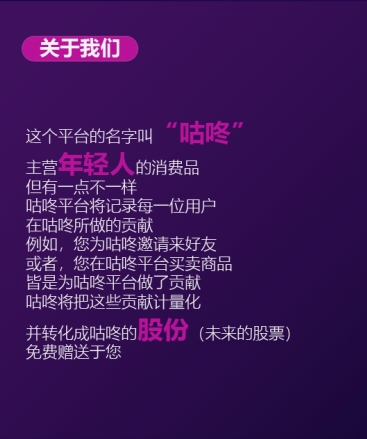 关于我们
这个平台的名字叫“咕咚”
主营年轻人的消费品
但有一点不一样
咕咚平台将记录每一位用户
在咕咚所做的贡献
例如，您为咕咚邀请来好友
或者，您在咕咚平台买卖商品
皆是为咕咚平台做了贡献
咕咚将把这些贡献计量化
并转化成咕咚的股份（未来的股票）
免费赠送于您